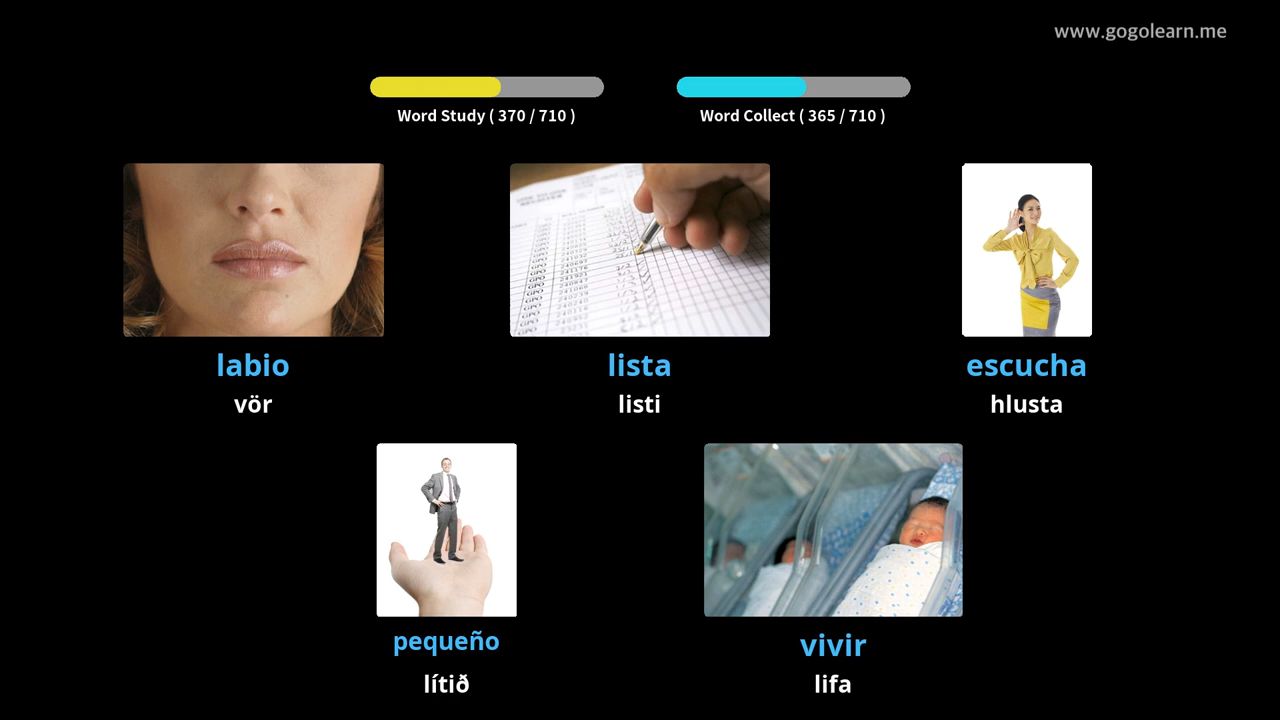 www.gogolearn.me
Word Study ( 370 / 710 )
Word Collect ( 365 / 710 )
labio
vör
lista
listi
escucha
hlusta
pequeño
lítið
vivir
lifa